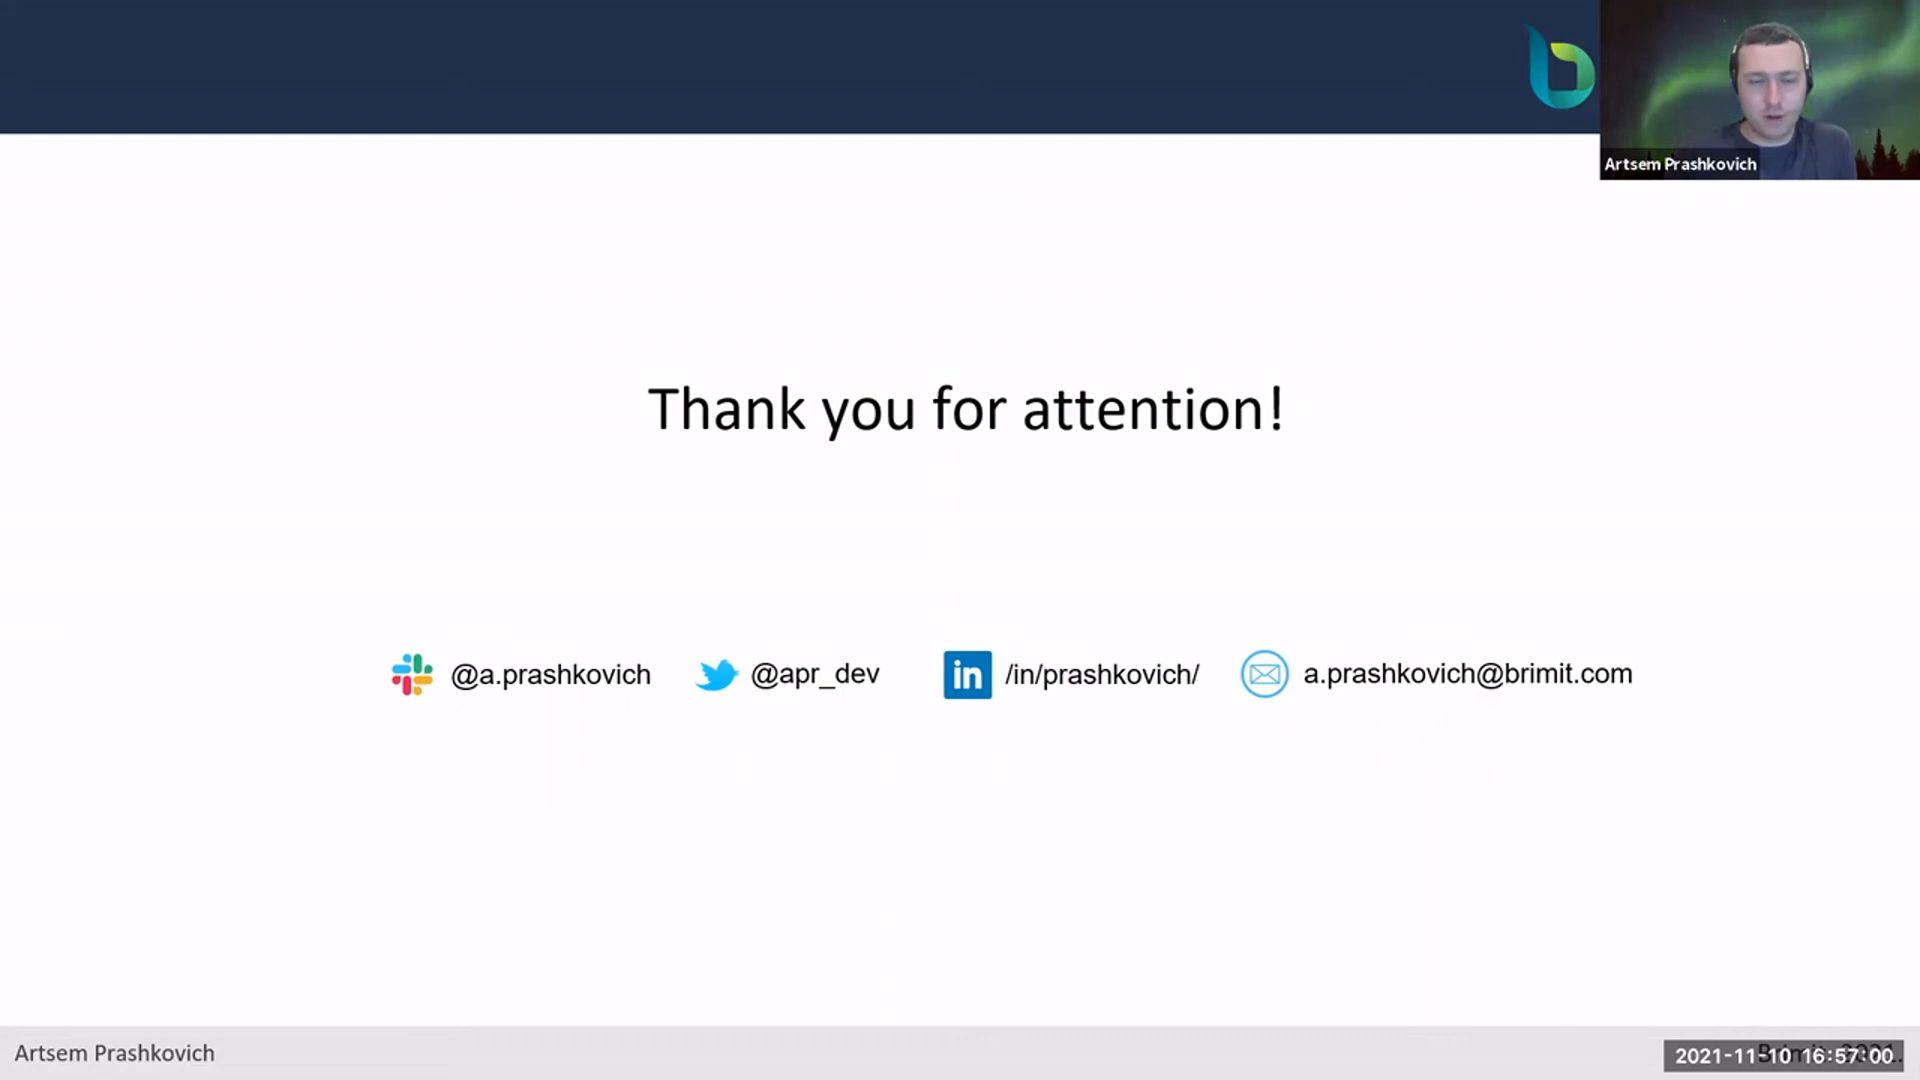 Artsem Prashkovich
Thank you for attention!
@a.prashkovich
@apr_dev
in
/in/prashkovich/
a.prashkovich@brimit.com
Artsem Prashkovich
2021-11-10 16:57:00